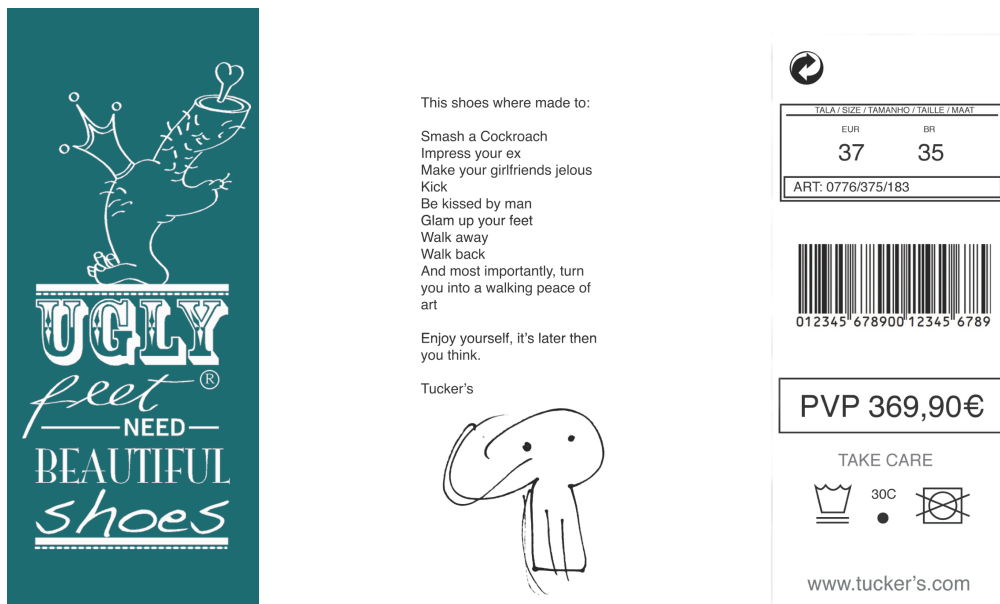 UGLY
feet ®
NEED
BEAUTIFUL
shoes
This shoes where made to:
Smash a Cockroach
Impress your ex
Make your girlfriends jelous
Kick
Be kissed by man
Glam up your feet
Walk away
Walk back
And most importantly, turn
you into a walking peace of
art
Enjoy yourself, it's later then
you think.
Tucker's
TALA / SIZE / TAMANHO / TAILLE / MAAT
EUR BR
37 35
ART: 0776/375/183
012345 678900 12345 6789
PVP 369,90€
TAKE CARE
30C
www.tucker's.com